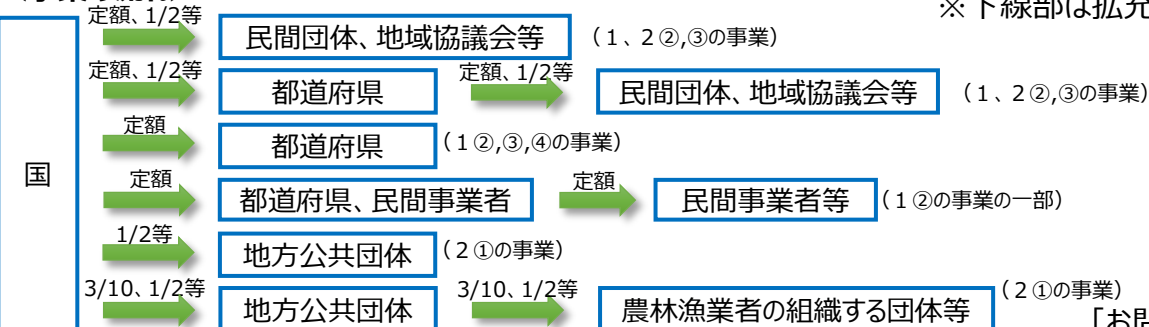 ※下線部は拡充
定額、1/2等
民間団体、地域協議会等 （１、２②,③の事業）
定額、1/2等 定額、1/2等
都道府県 民間団体、地域協議会等 （１、２②,③の事業）
定額
都道府県 （１②,③,④の事業）
国
定額 定額
都道府県、民間事業者 民間事業者等 （１②の事業の一部）
1/2等
地方公共団体 （２①の事業）
3/10、1/2等 3/10、1/2等
地方公共団体 農林漁業者の組織する団体等 （２①の事業）
「お問